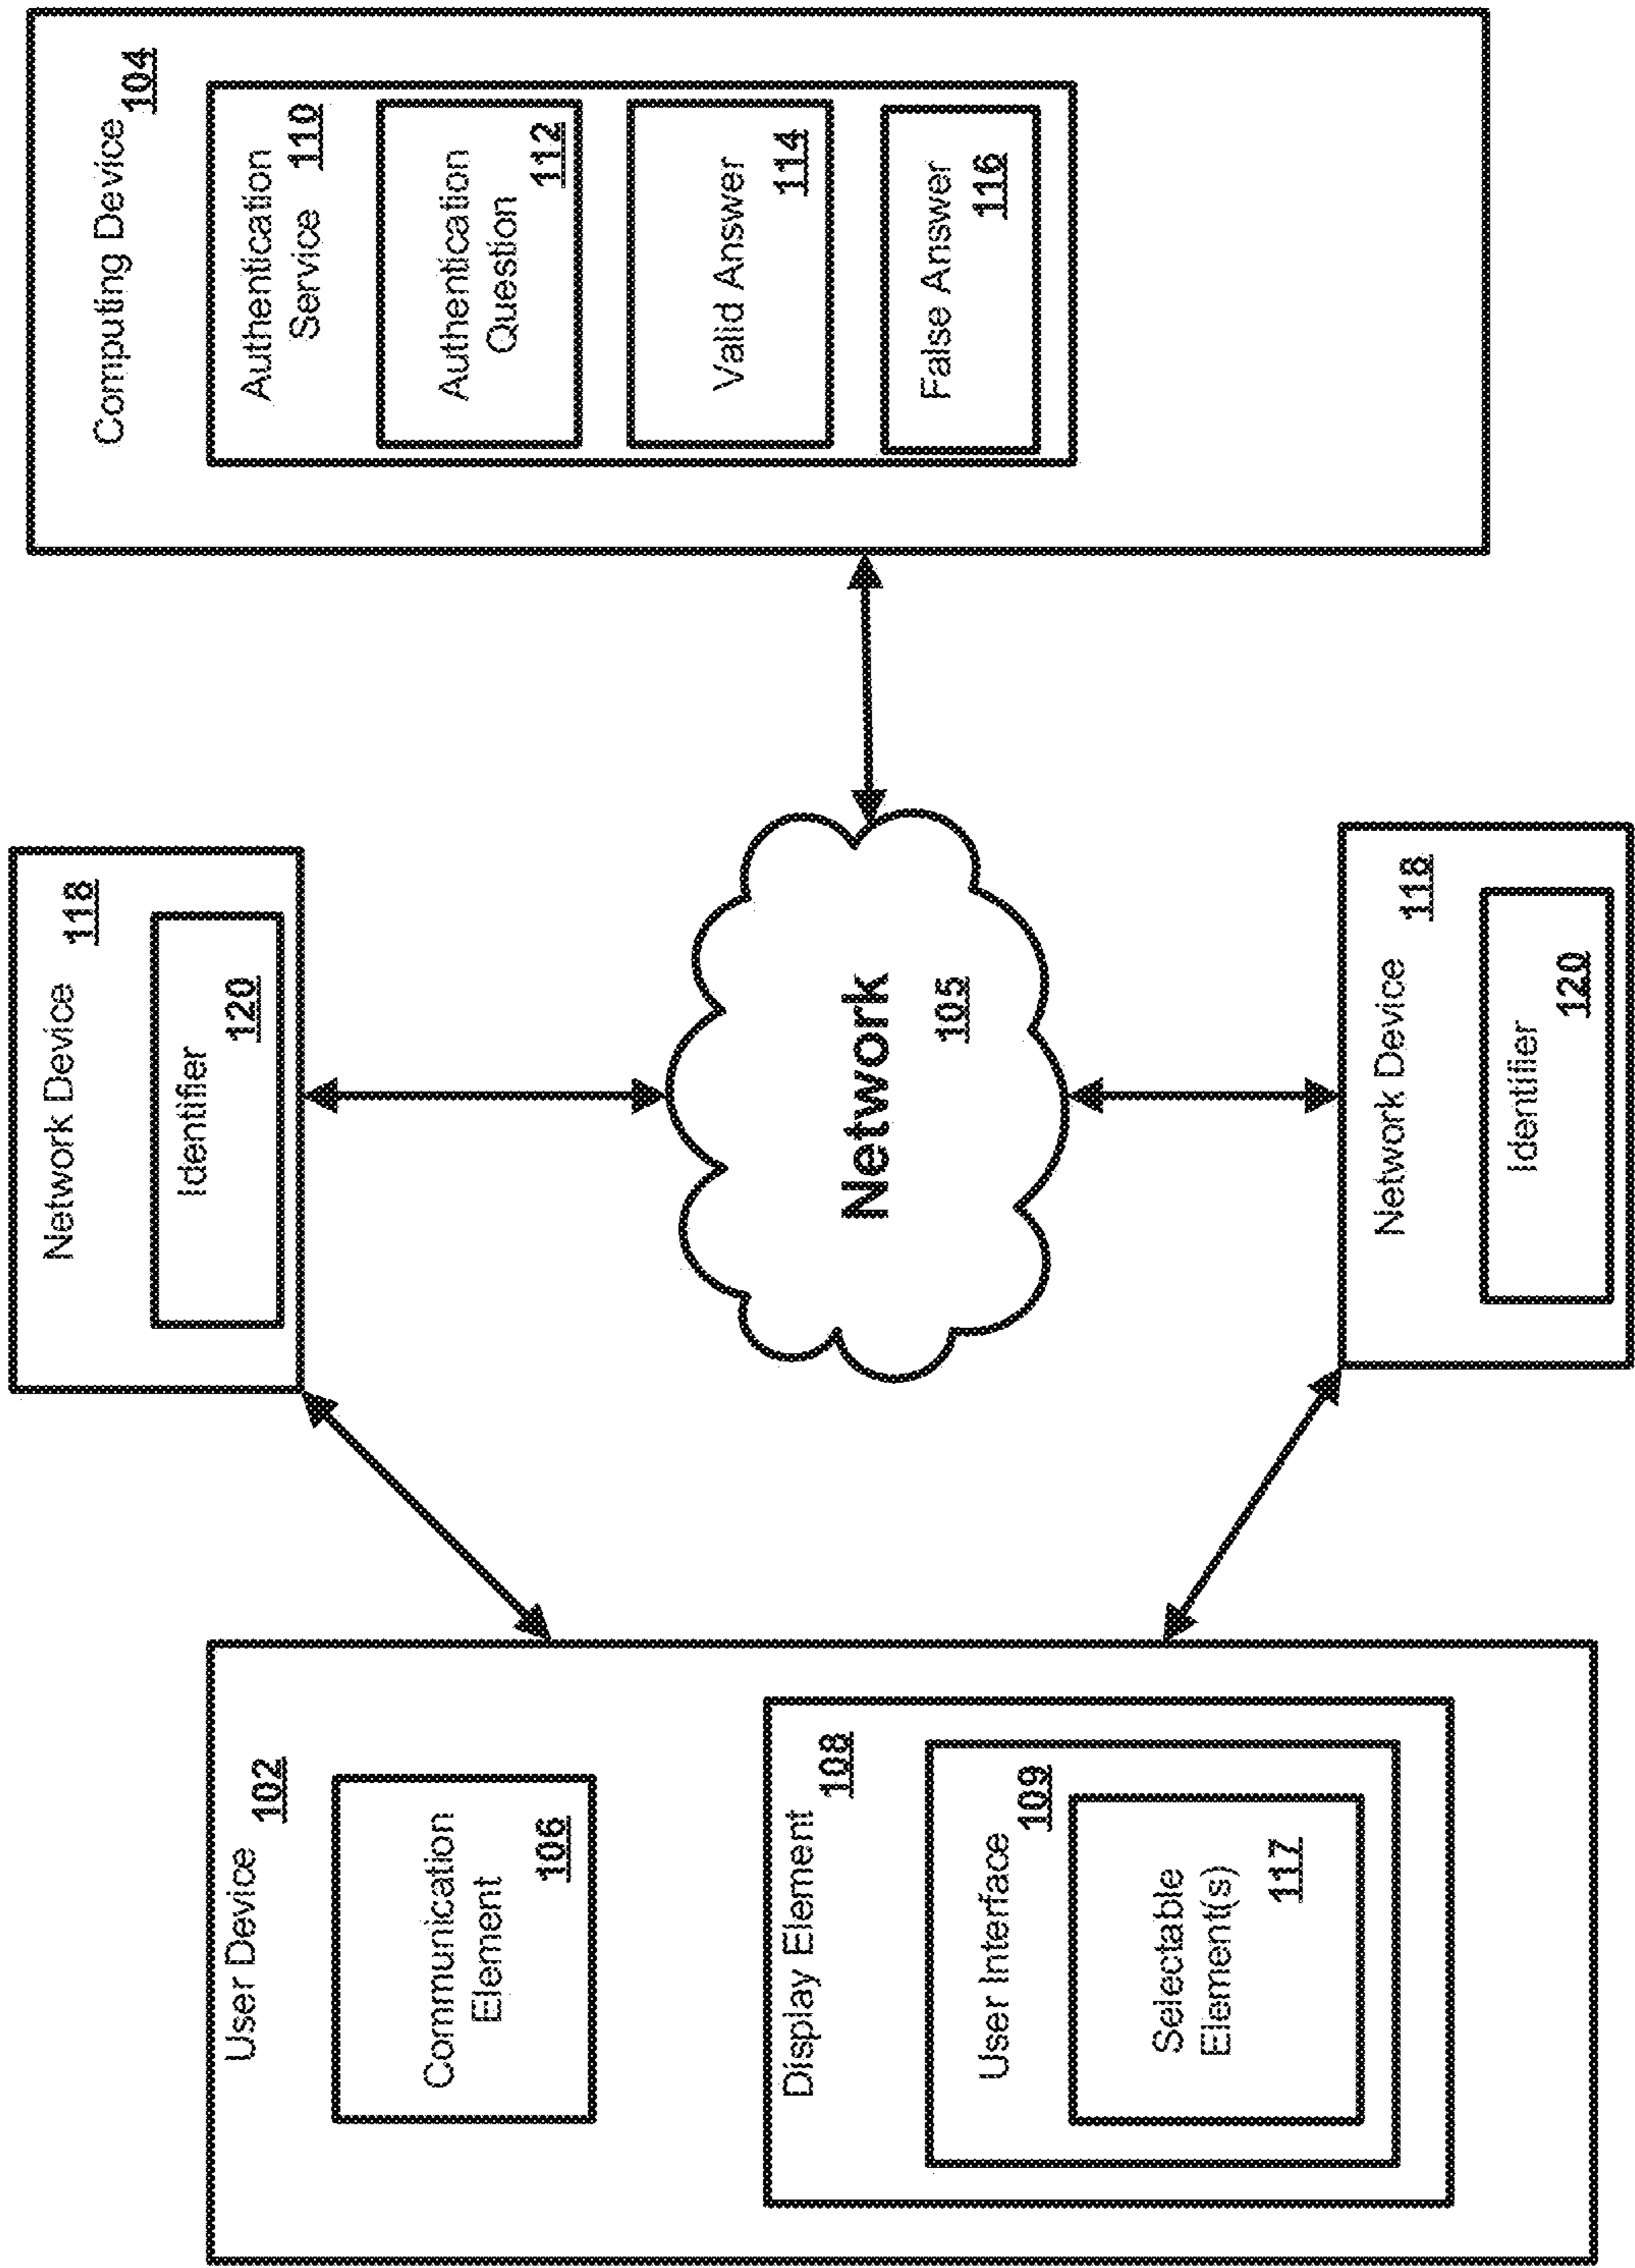 User Device 102
Communication
Element
106
Display Element 108
User Interface
109
Selectable
Element(s)
117
Network Device 118
Identifier
120
Network
105
Network Device 118
Identifier
120
Computing Device 104
Authentication
Service 110
Authentication
Question 112
Valid Answer
114
False Answer
116